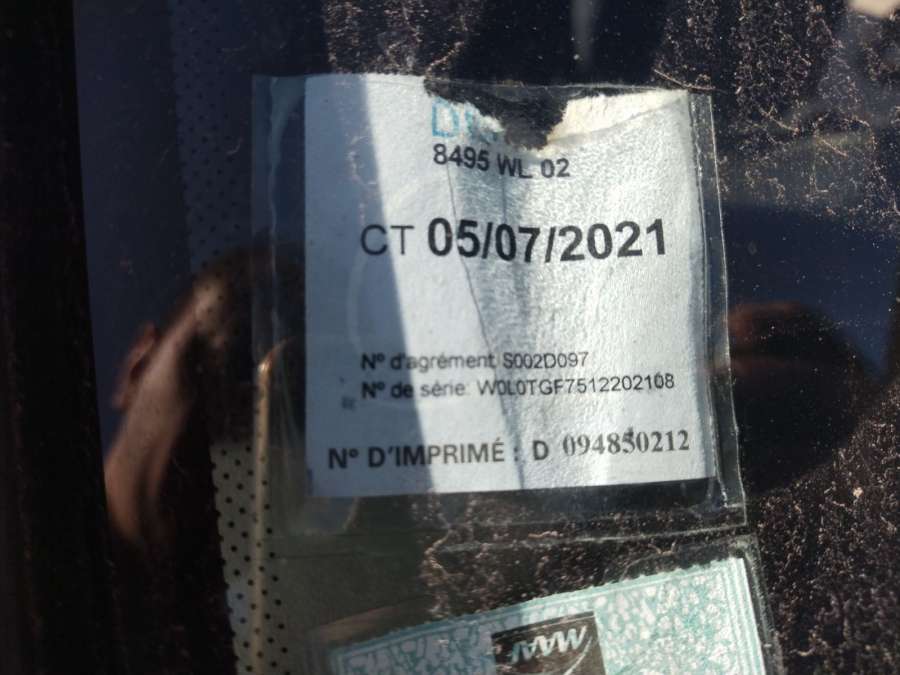 8495 WL 02
CT 05/07/2021
N° d'agrément S002D097
N° de série: W0L0TGF7512202108
N° D'IMPRIMÉ : D 094850212